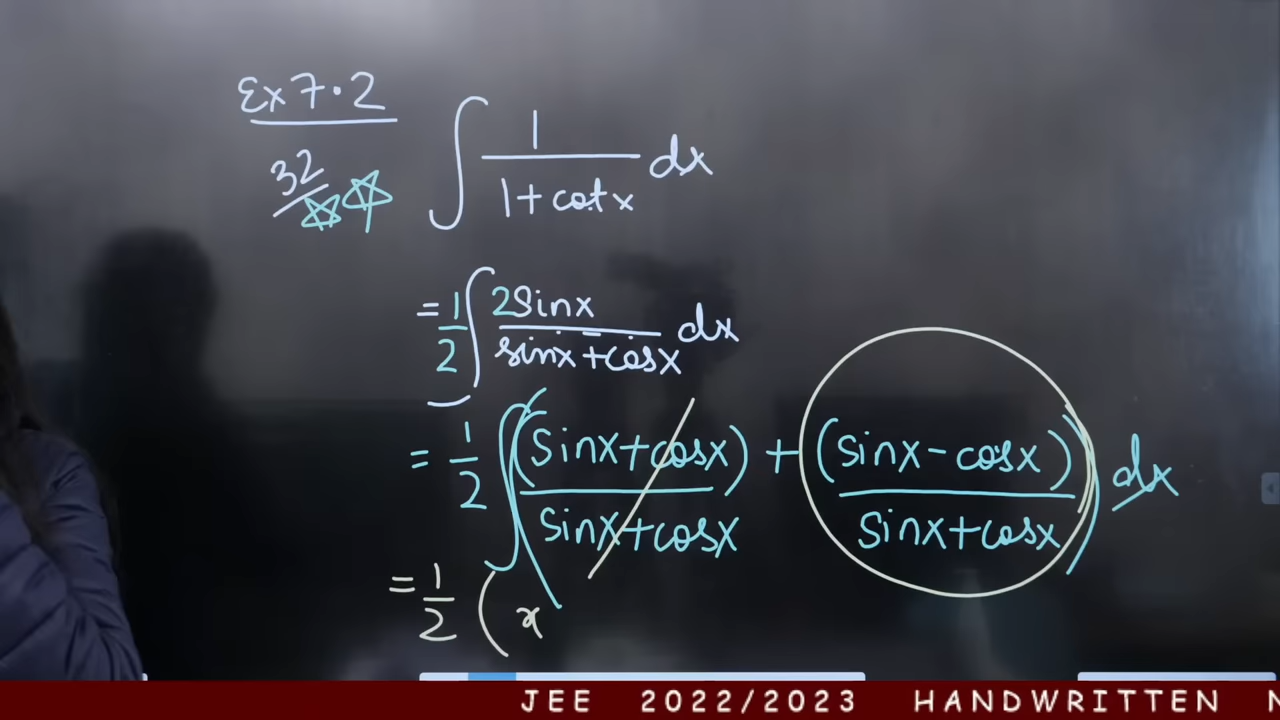 Ex 7.2
32
∫ 1/(1+cotx) dx
= 1/2 ∫ 2Sinx/(sinx+cosx) dx
= 1/2 ∫ ((Sinx+cosx)/(Sinx+cosx) + (sinx-cosx)/(Sinx+cosx)) dx
= 1/2 ( x
JEE 2022/2023 HANDWRITTEN